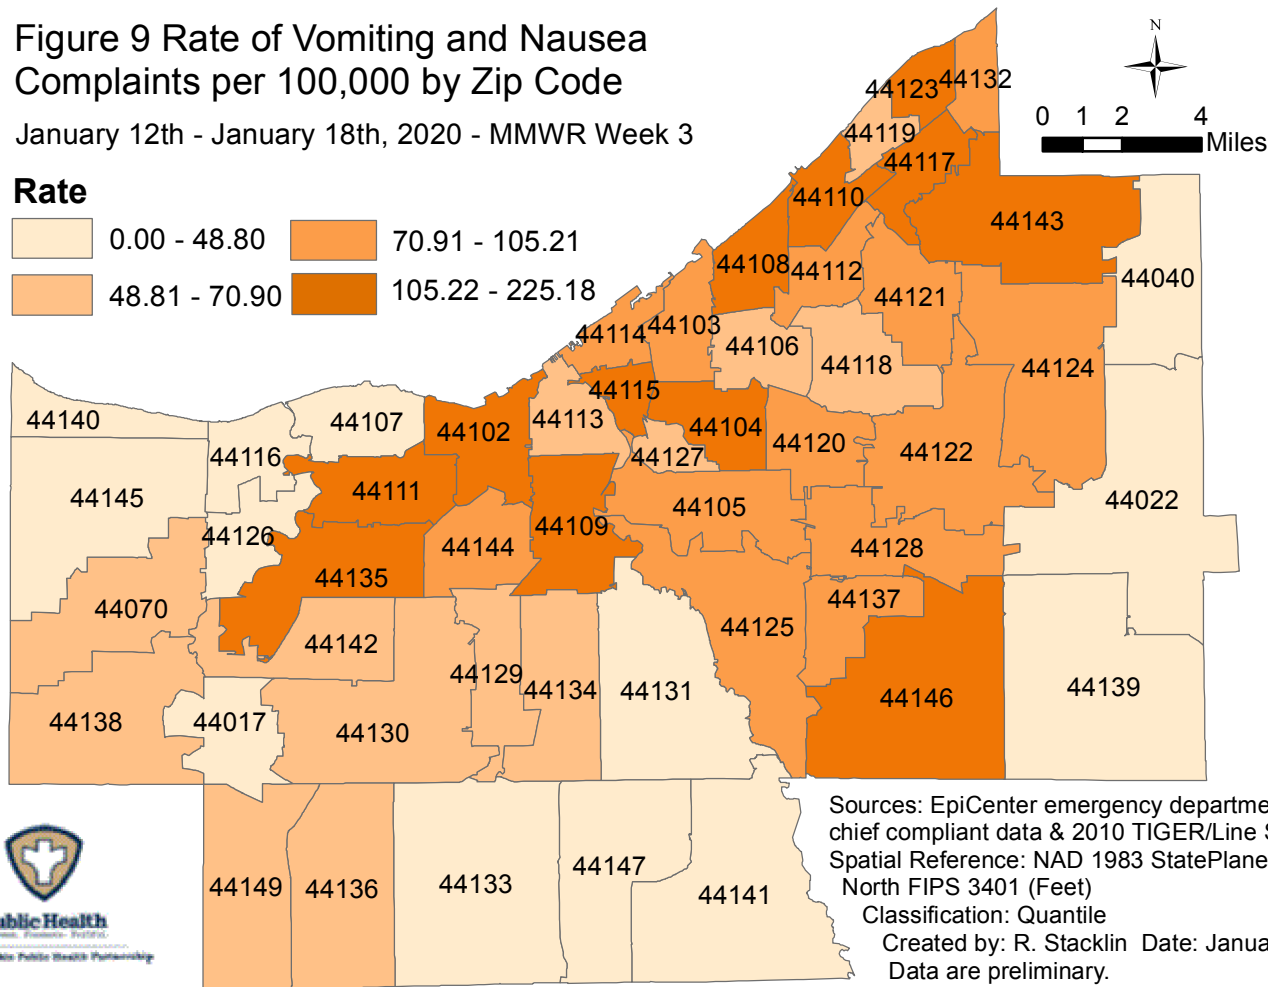 Figure 9 Rate of Vomiting and Nausea
Complaints per 100,000 by Zip Code
January 12th - January 18th, 2020 - MMWR Week 3
N
0 1 2 4
Miles
Rate
0.00 - 48.80
70.91 - 105.21
48.81 - 70.90
105.22 - 225.18
44123
44132
44119
44117
44110
44143
44108
44112
44040
44121
44114
44103
44106
44118
44124
44115
44140
44107
44102
44113
44104
44120
44116
44127
44122
44145
44111
44105
44022
44126
44109
44144
44128
44135
44070
44137
44142
44125
44129
44134
44131
44146
44139
44138
44017
44130
44149
44136
44133
44147
44141
Sources: EpiCenter emergency departme
chief compliant data & 2010 TIGER/Line S
Spatial Reference: NAD 1983 StatePlane
North FIPS 3401 (Feet)
Classification: Quantile
Created by: R. Stacklin Date: Janua
Data are preliminary.
ublic Health
Public Health Partnership